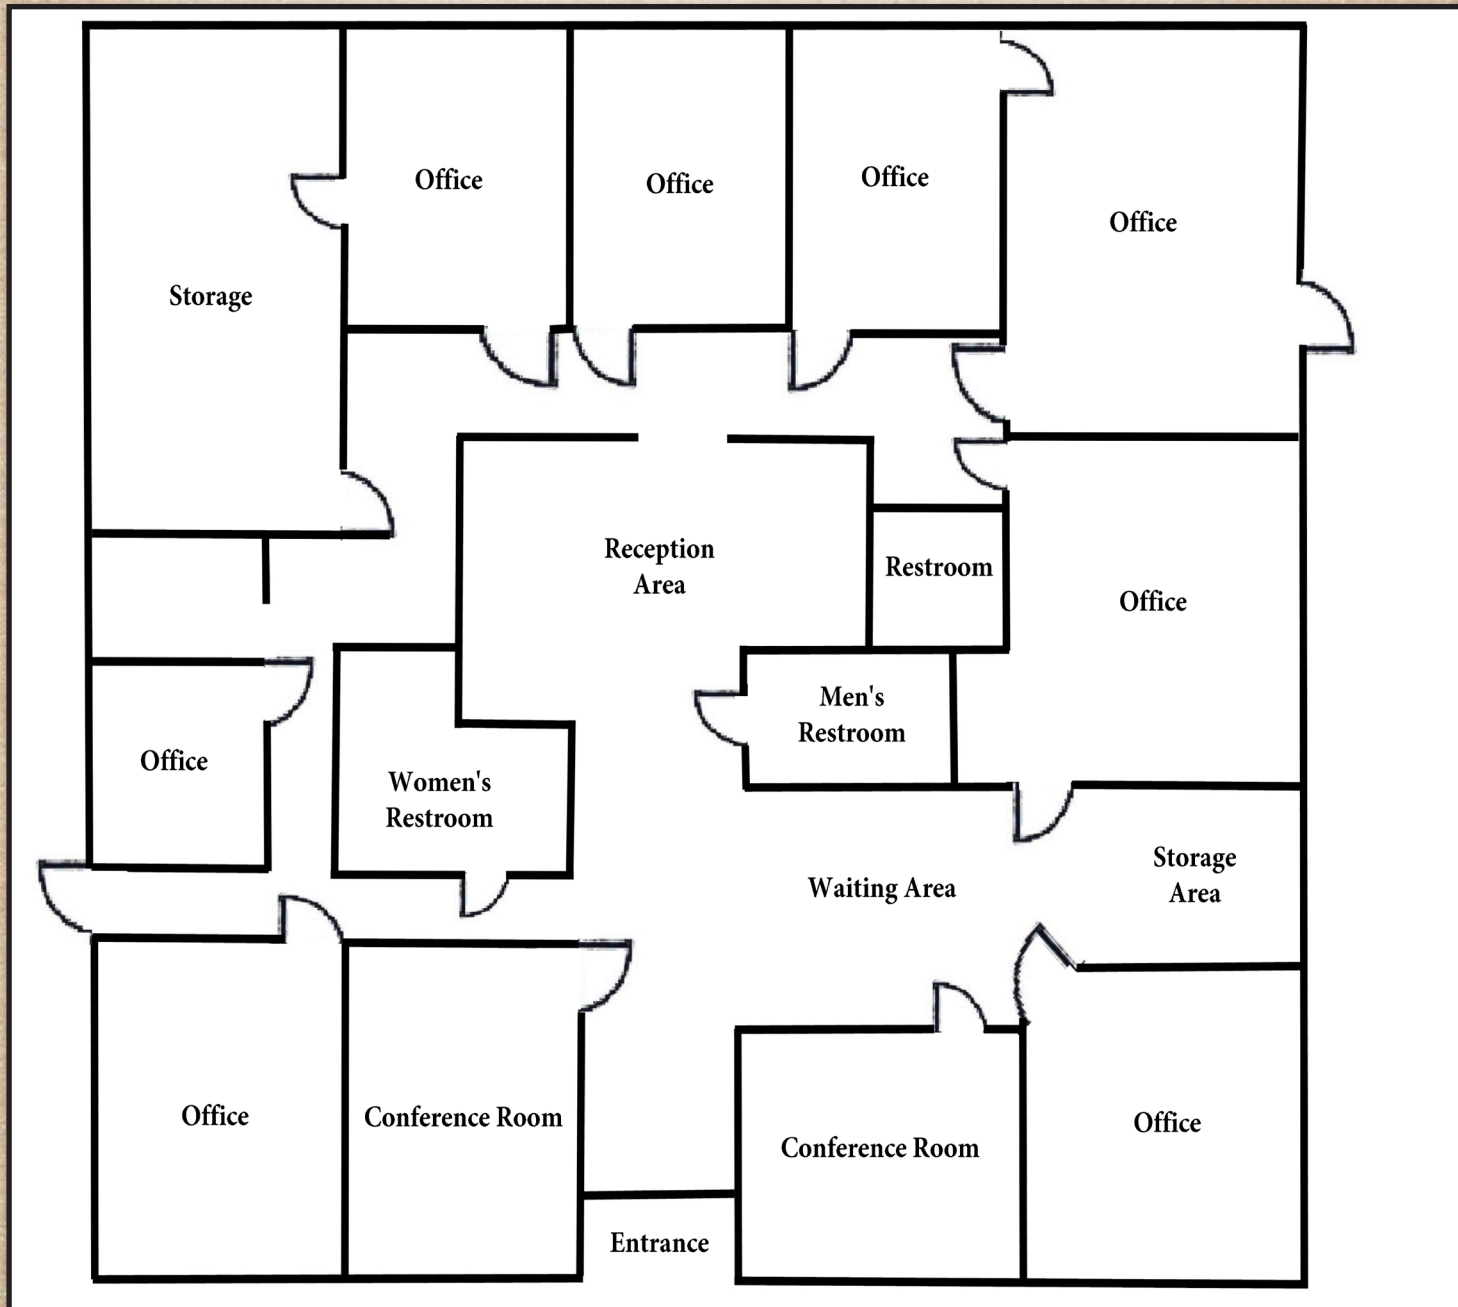 Office
Office
Office
Office
Storage
Reception
Area
Restroom
Office
Men's
Restroom
Office
Women's
Restroom
Waiting Area
Storage
Area
Office
Conference Room
Conference Room
Office
Entrance